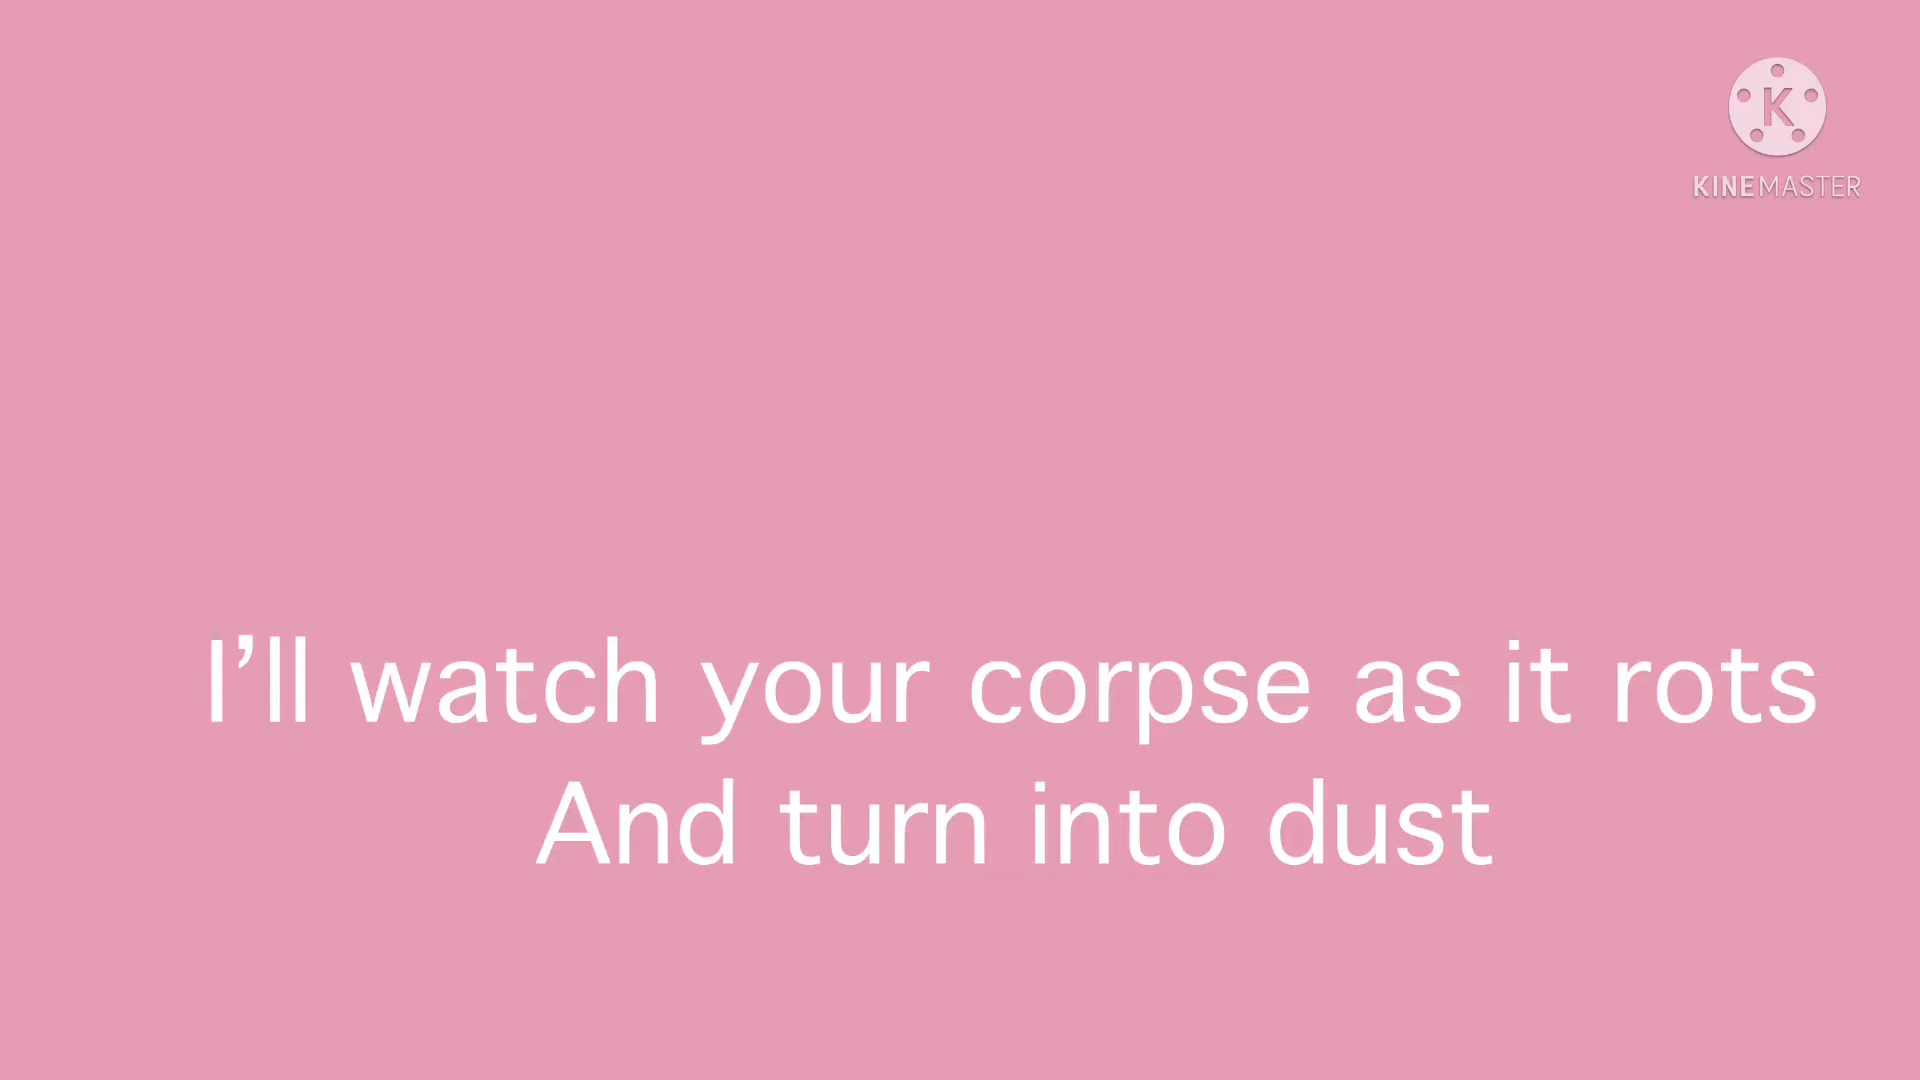 K
KINEMASTER
I’ll watch your corpse as it rots
And turn into dust